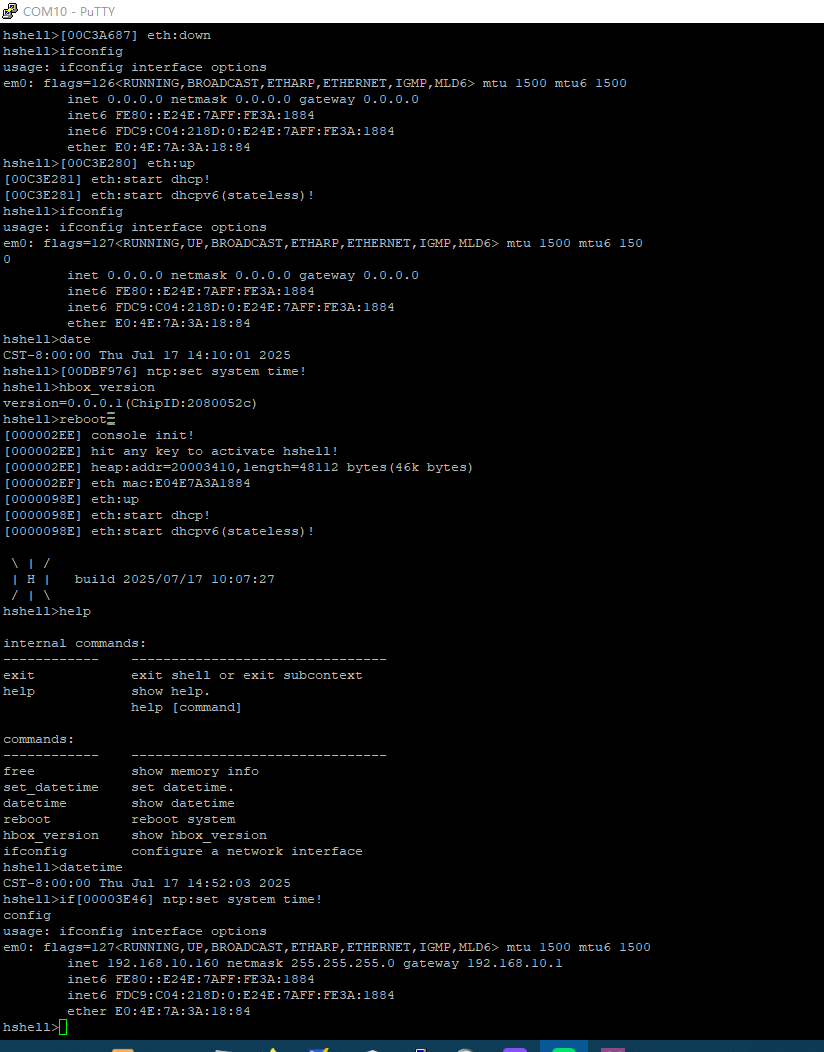 COM10 - PuTTY
hshell>[00C3A687] eth:down
hshell>ifconfig
usage: ifconfig interface options
em0: flags=126<RUNNING,BROADCAST,ETHARP,ETHERNET,IGMP,MLD6> mtu 1500 mtu6 1500
        inet 0.0.0.0 netmask 0.0.0.0 gateway 0.0.0.0
        inet6 FE80::E24E:7AFF:FE3A:1884
        inet6 FDC9:C04:218D:0:E24E:7AFF:FE3A:1884
        ether E0:4E:7A:3A:18:84
hshell>[00C3E280] eth:up
[00C3E281] eth:start dhcp!
[00C3E281] eth:start dhcpv6(stateless)!
hshell>ifconfig
usage: ifconfig interface options
em0: flags=127<RUNNING,UP,BROADCAST,ETHARP,ETHERNET,IGMP,MLD6> mtu 1500 mtu6 150
0
        inet 0.0.0.0 netmask 0.0.0.0 gateway 0.0.0.0
        inet6 FE80::E24E:7AFF:FE3A:1884
        inet6 FDC9:C04:218D:0:E24E:7AFF:FE3A:1884
        ether E0:4E:7A:3A:18:84
hshell>date
CST-8:00:00 Thu Jul 17 14:10:01 2025
hshell>[00DBF976] ntp:set system time!
hshell>hbox_version
version=0.0.0.1(ChipID:2080052c)
hshell>reboot
[000002EE] console init!
[000002EE] hit any key to activate hshell!
[000002EE] heap:addr=20003410,length=48112 bytes(46k bytes)
[000002EF] eth mac:E04E7A3A1884
[0000098E] eth:up
[0000098E] eth:start dhcp!
[0000098E] eth:start dhcpv6(stateless)!
 \ | /
 | H |   build 2025/07/17 10:07:27
 / | \
hshell>help
internal commands:
------------    --------------------------------
exit            exit shell or exit subcontext
help            show help.
                help [command]
commands:
------------    --------------------------------
free            show memory info
set_datetime    set datetime.
datetime        show datetime
reboot          reboot system
hbox_version    show hbox_version
ifconfig        configure a network interface
hshell>datetime
CST-8:00:00 Thu Jul 17 14:52:03 2025
hshell>if[00003E46] ntp:set system time!
config
usage: ifconfig interface options
em0: flags=127<RUNNING,UP,BROADCAST,ETHARP,ETHERNET,IGMP,MLD6> mtu 1500 mtu6 1500
        inet 192.168.10.160 netmask 255.255.255.0 gateway 192.168.10.1
        inet6 FE80::E24E:7AFF:FE3A:1884
        inet6 FDC9:C04:218D:0:E24E:7AFF:FE3A:1884
        ether E0:4E:7A:3A:18:84
hshell>